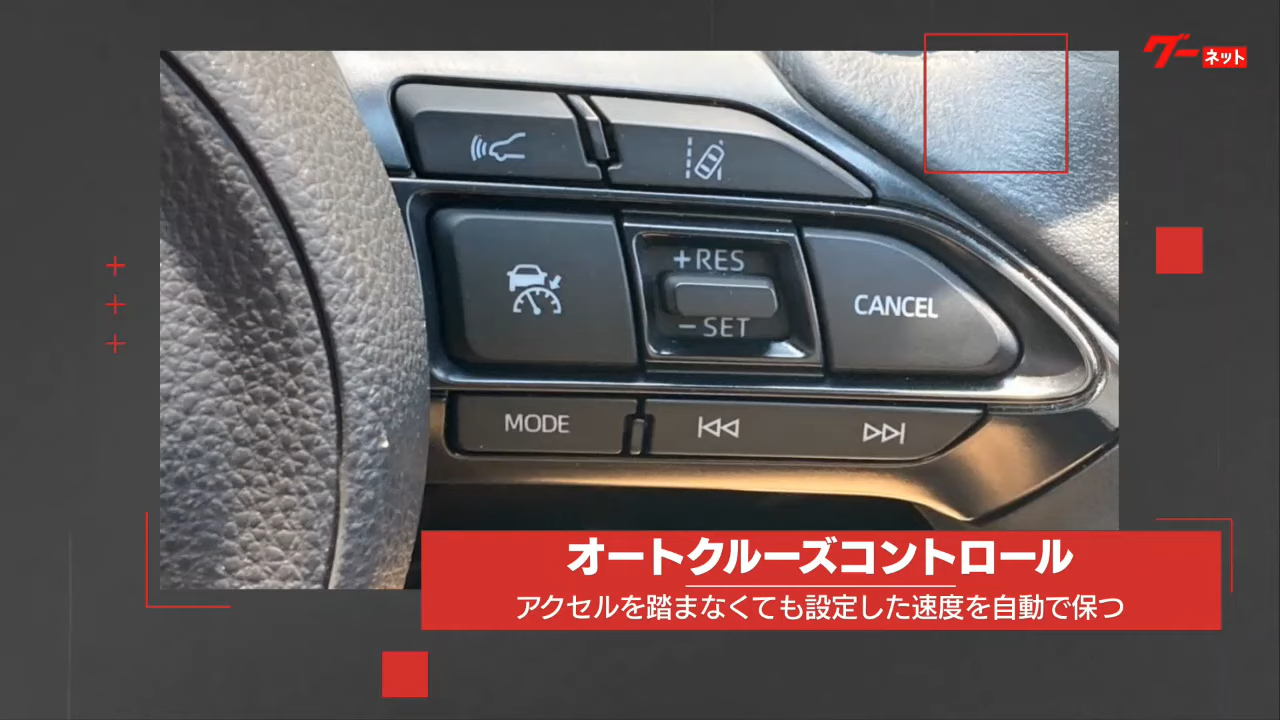 グーネット
+RES
−SET
CANCEL
MODE
オートクルーズコントロール
アクセルを踏まなくても設定した速度を自動で保つ